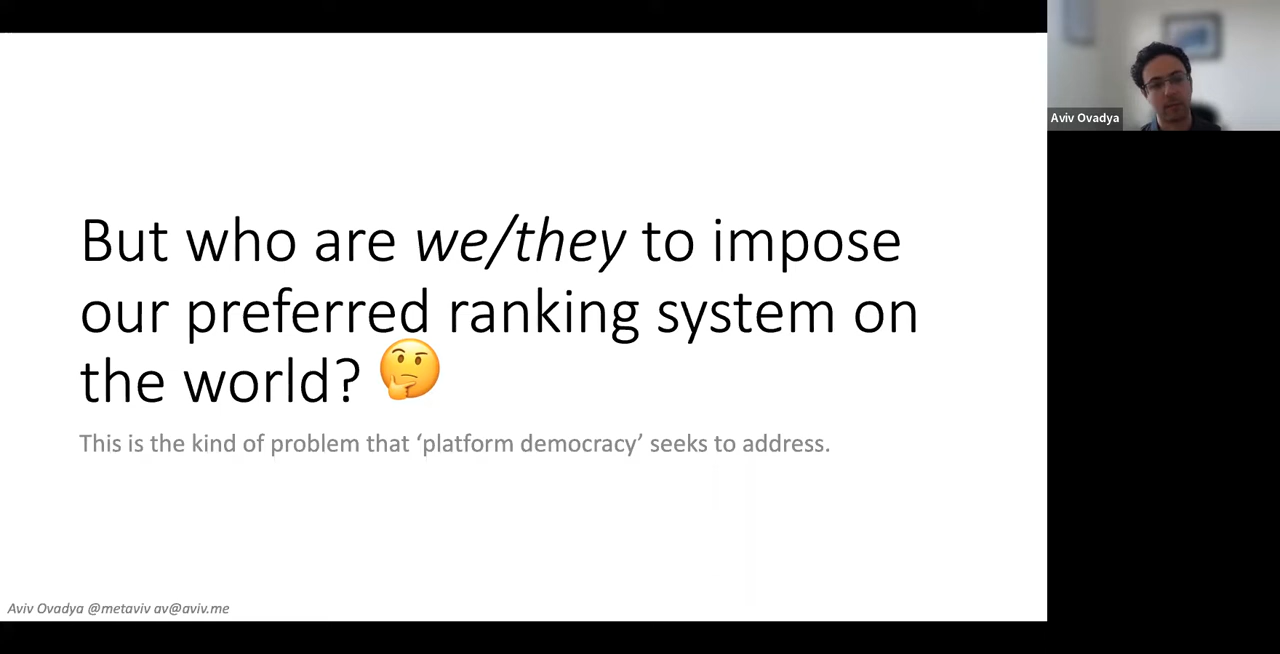 But who are we/they to impose
our preferred ranking system on
the world? 🤔
This is the kind of problem that ‘platform democracy’ seeks to address.
Aviv Ovadya @metaviv av@aviv.me
Aviv Ovadya